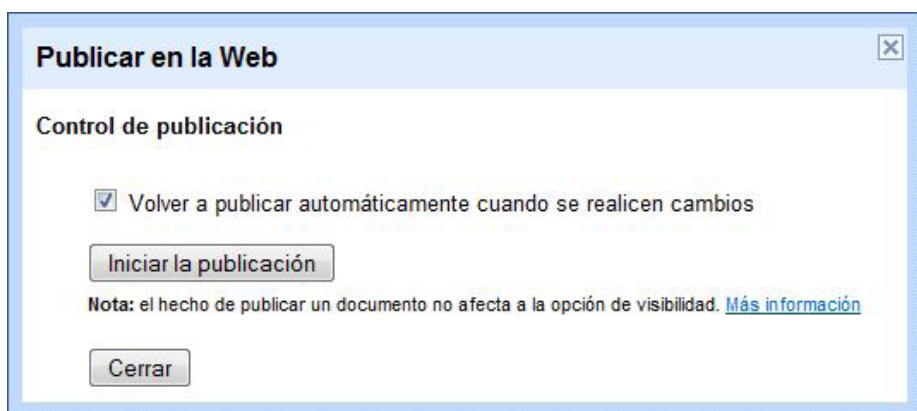 Publicar en la Web
Control de publicación
Volver a publicar automáticamente cuando se realicen cambios
Iniciar la publicación
Nota: el hecho de publicar un documento no afecta a la opción de visibilidad. Más información
Cerrar